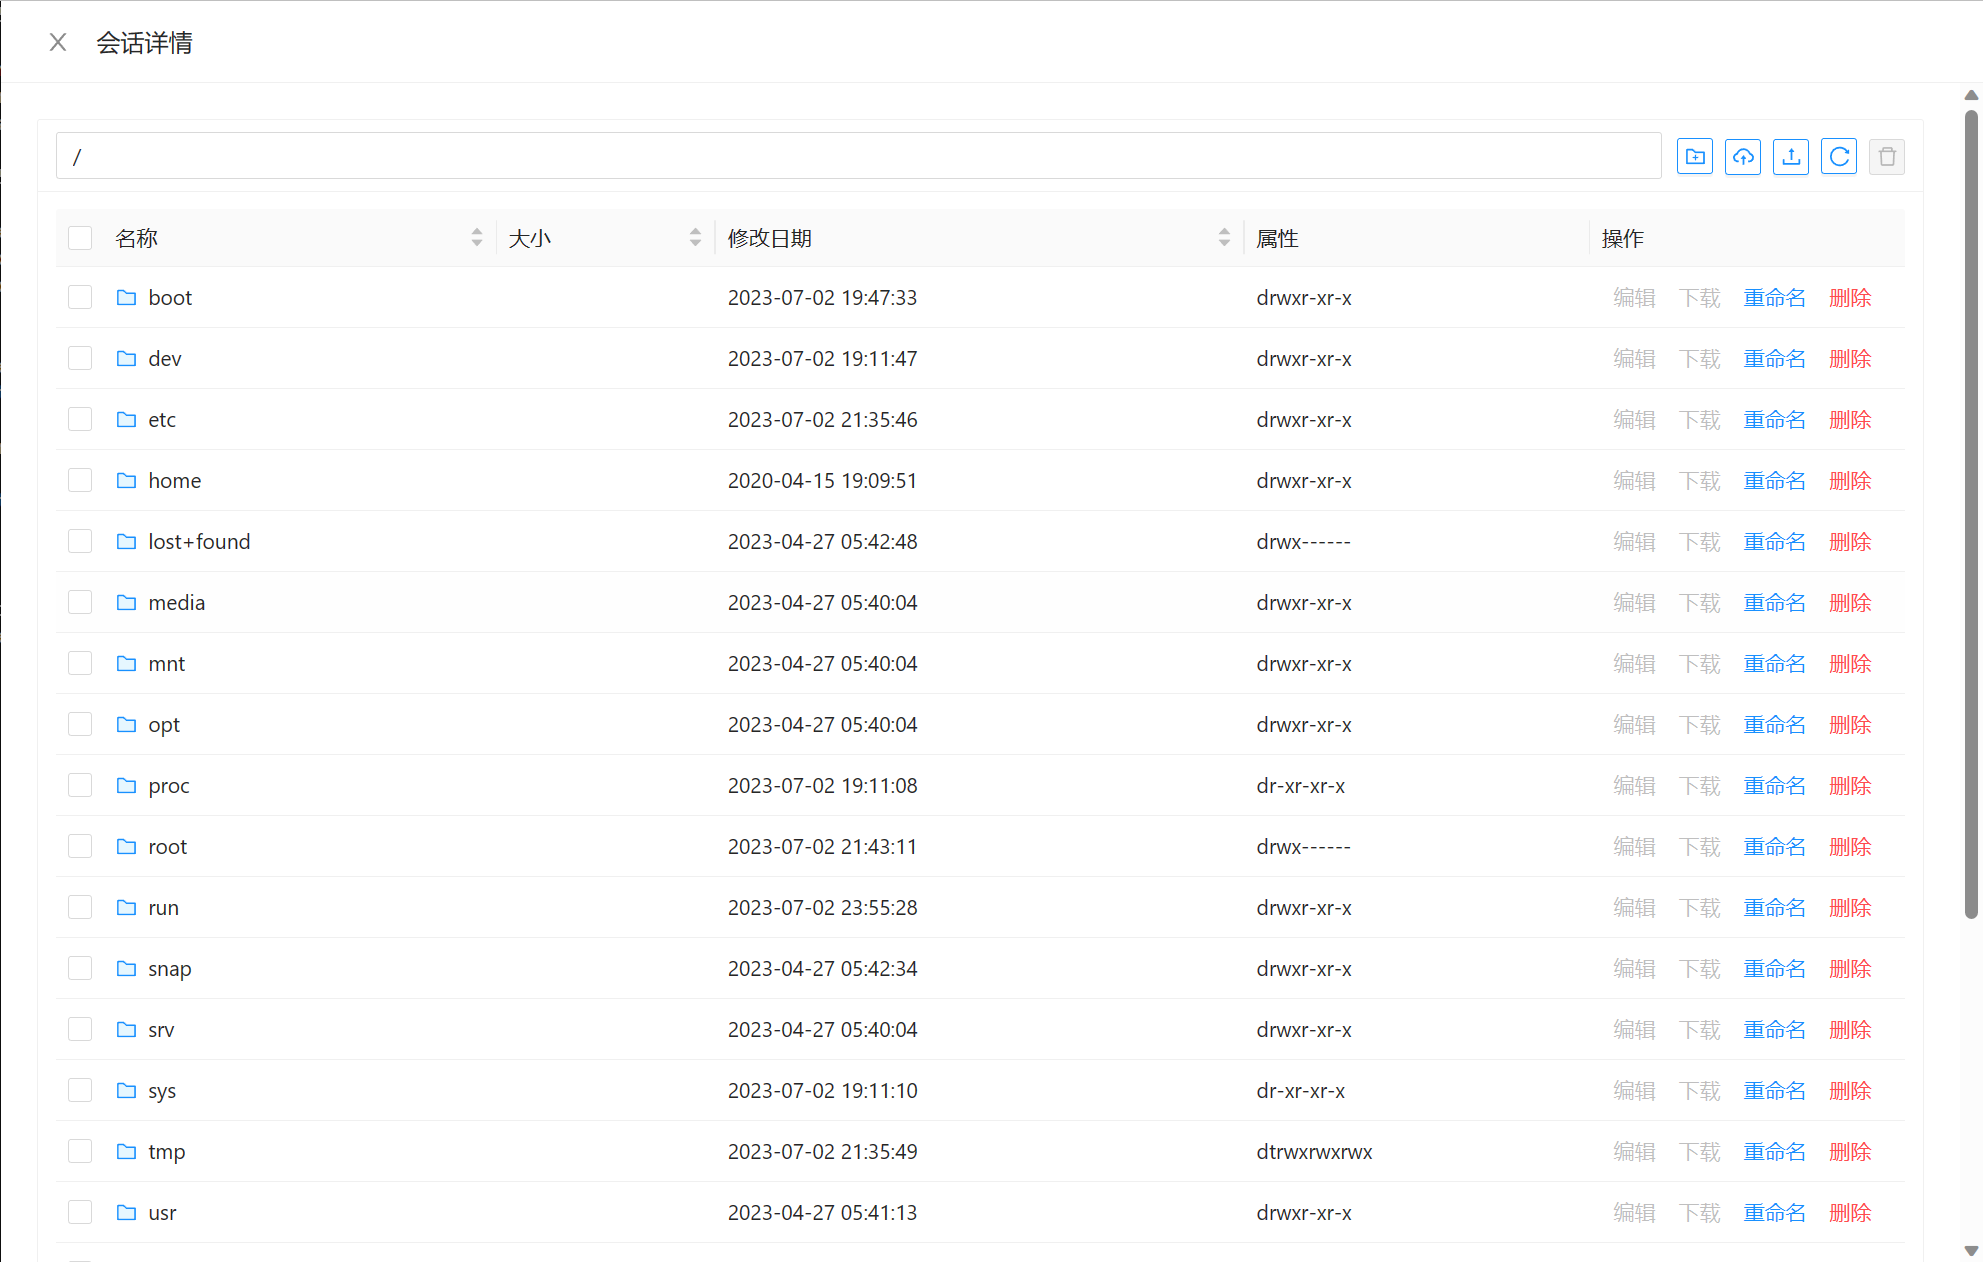 会话详情
/
名称 大小 修改日期 属性 操作
boot 2023-07-02 19:47:33 drwxr-xr-x 编辑 下载 重命名 删除
dev 2023-07-02 19:11:47 drwxr-xr-x 编辑 下载 重命名 删除
etc 2023-07-02 21:35:46 drwxr-xr-x 编辑 下载 重命名 删除
home 2020-04-15 19:09:51 drwxr-xr-x 编辑 下载 重命名 删除
lost+found 2023-04-27 05:42:48 drwx------ 编辑 下载 重命名 删除
media 2023-04-27 05:40:04 drwxr-xr-x 编辑 下载 重命名 删除
mnt 2023-04-27 05:40:04 drwxr-xr-x 编辑 下载 重命名 删除
opt 2023-04-27 05:40:04 drwxr-xr-x 编辑 下载 重命名 删除
proc 2023-07-02 19:11:08 dr-xr-xr-x 编辑 下载 重命名 删除
root 2023-07-02 21:43:11 drwx------ 编辑 下载 重命名 删除
run 2023-07-02 23:55:28 drwxr-xr-x 编辑 下载 重命名 删除
snap 2023-04-27 05:42:34 drwxr-xr-x 编辑 下载 重命名 删除
srv 2023-04-27 05:40:04 drwxr-xr-x 编辑 下载 重命名 删除
sys 2023-07-02 19:11:10 dr-xr-xr-x 编辑 下载 重命名 删除
tmp 2023-07-02 21:35:49 dtrwxrwxrwx 编辑 下载 重命名 删除
usr 2023-04-27 05:41:13 drwxr-xr-x 编辑 下载 重命名 删除